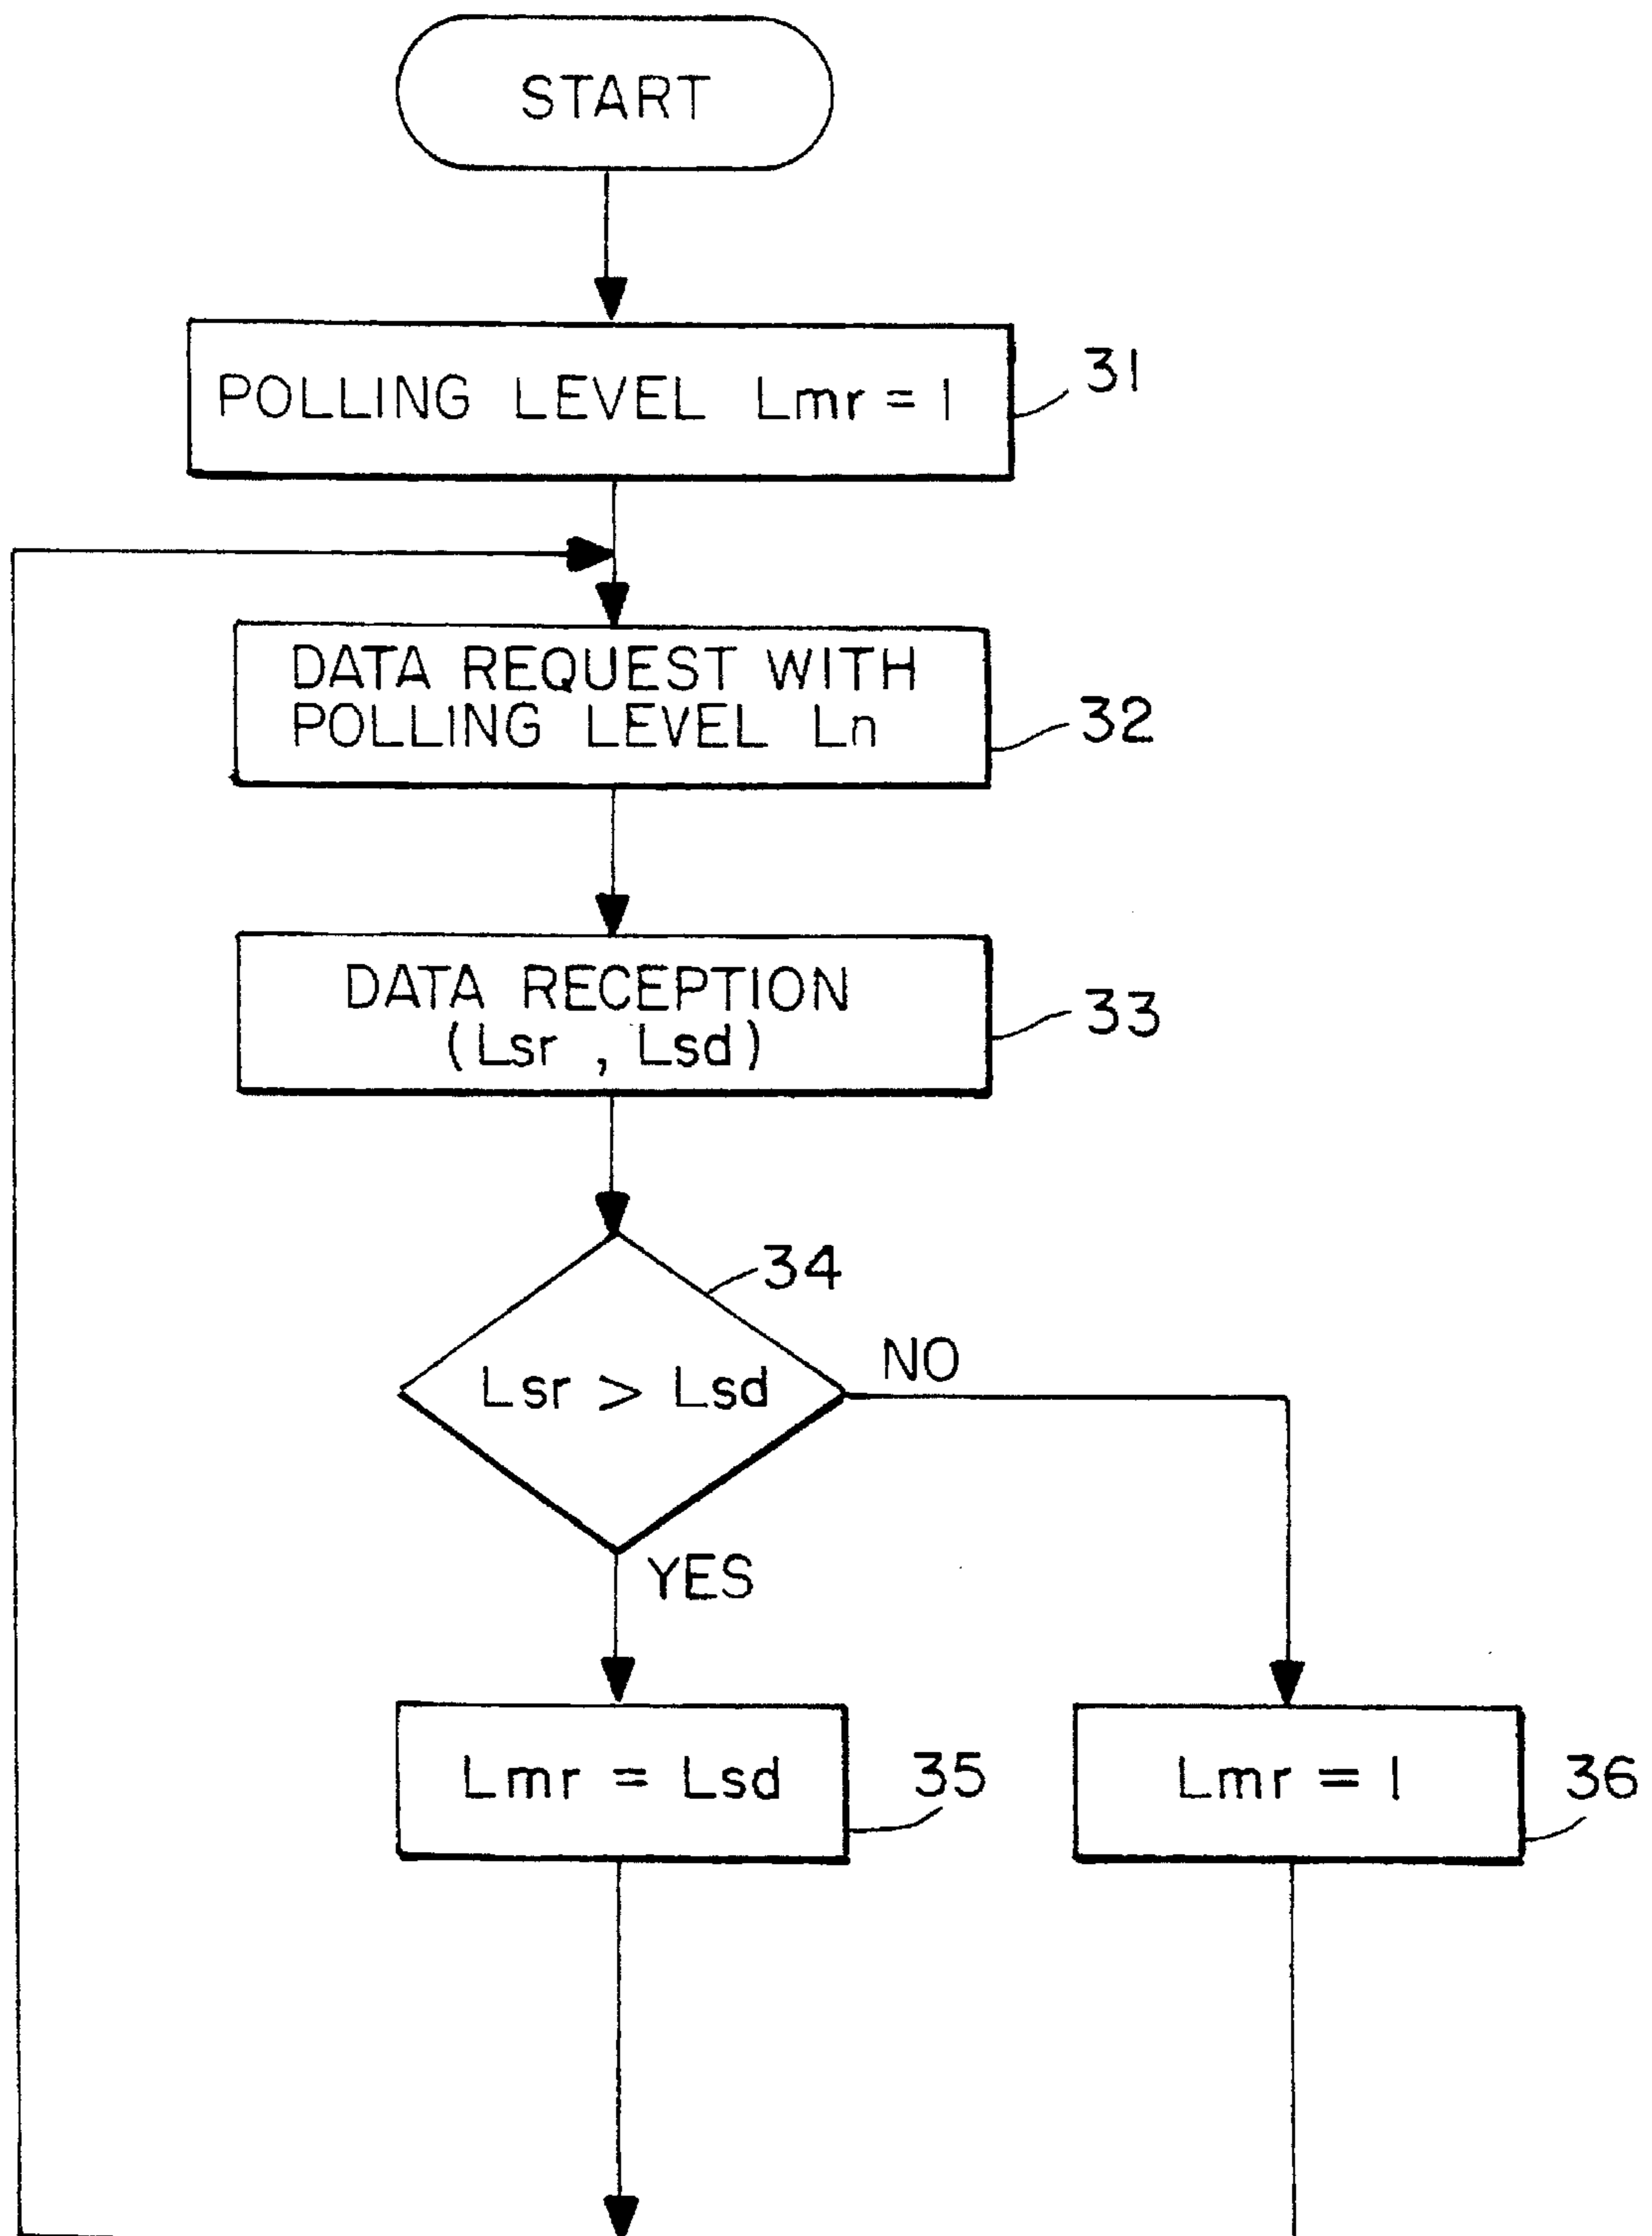 START
POLLING LEVEL Lmr = 1
31
DATA REQUEST WITH
POLLING LEVEL Ln
32
DATA RECEPTION
(Lsr , Lsd)
33
34
Lsr > Lsd
NO
YES
Lmr = Lsd
35
Lmr = 1
36